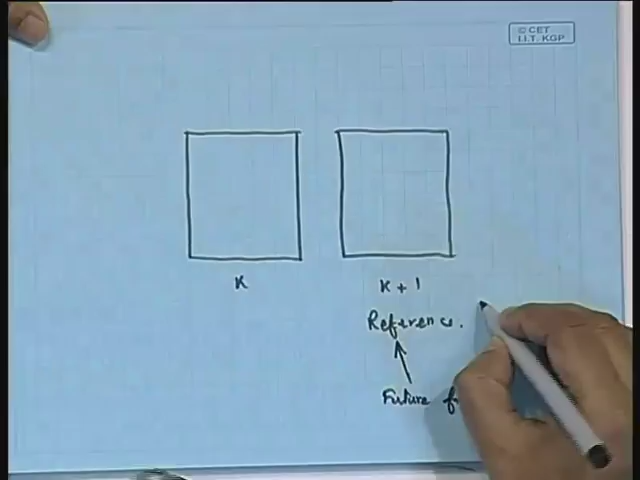 © CET
I.I.T. KGP
K
K + 1
Reference.
Future